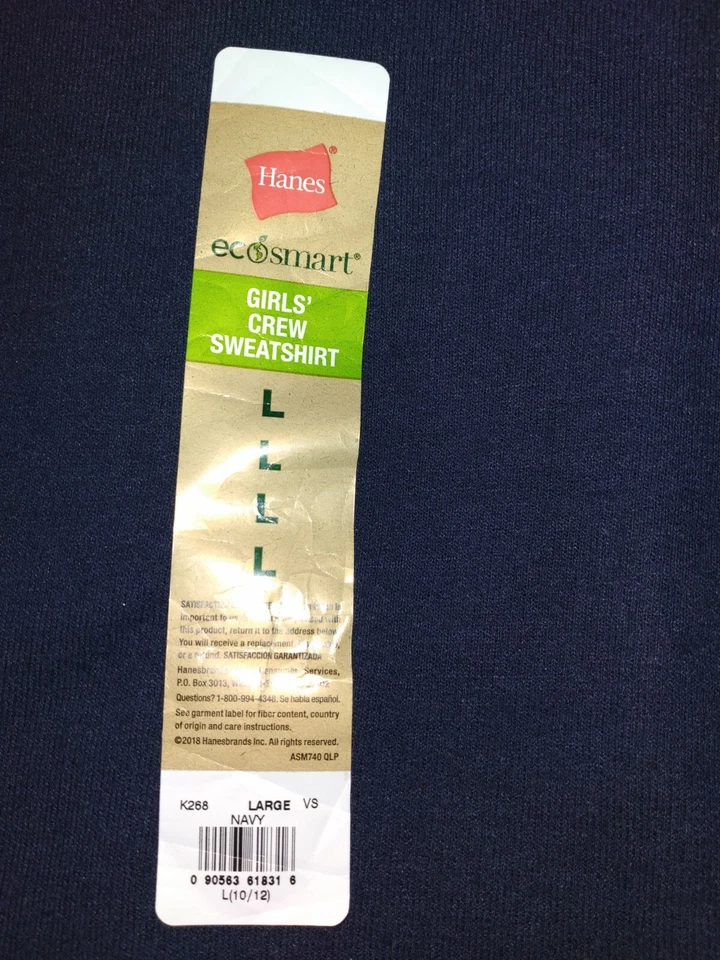 Hanes®
ecosmart®
GIRLS'
CREW
SWEATSHIRT
L
L
L
L
important to
with
this product, return it to the address below.
You will receive a replacement
or a refund. SATISFACCIÓN GARANTIZADA
Services,
P.O. Box 3013,
Questions? 1-800-994-4348. Se habla español.
See garment label for fiber content, country
of origin and care instructions.
©2018 Hanesbrands Inc. All rights reserved.
ASM740 QLP
K268 LARGE VS
NAVY
0 90563 61831 6
L(10/12)